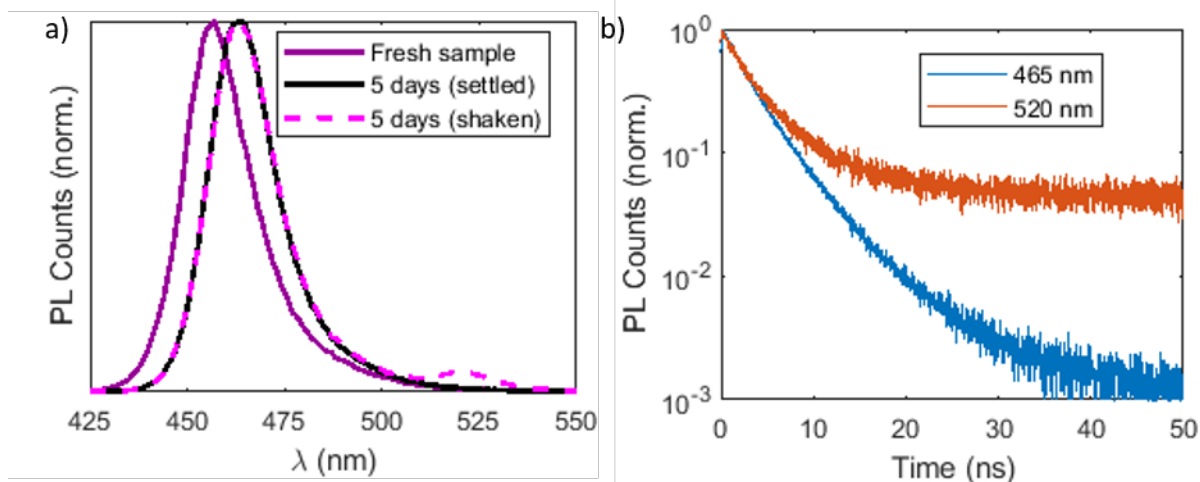 a)
Fresh sample
5 days (settled)
5 days (shaken)
PL Counts (norm.)
425 450 475 500 525 550
λ (nm)
b)
465 nm
520 nm
PL Counts (norm.)
10^0
10^-1
10^-2
10^-3
0 10 20 30 40 50
Time (ns)